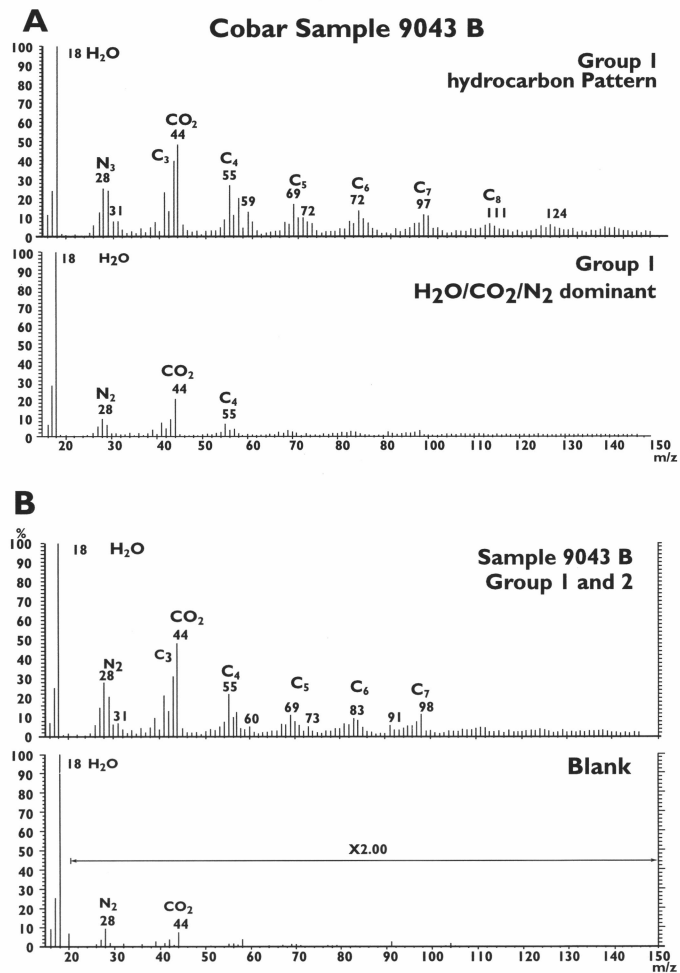 A
Cobar Sample 9043 B
100
90
80
70
60
50
40
30
20
10
0
18 H₂O
Group 1
hydrocarbon Pattern
N₃
28
31
C₃
CO₂
44
C₄
55
59
C₅
69
72
C₆
72
C₇
97
C₈
111
124
100
90
80
70
60
50
40
30
20
10
0
18 H₂O
Group 1
H₂O/CO₂/N₂ dominant
N₂
28
CO₂
44
C₄
55
20 30 40 50 60 70 80 90 100 110 120 130 140 150
m/z
B
%
100
90
80
70
60
50
40
30
20
10
0
18 H₂O
Sample 9043 B
Group 1 and 2
N₂
28
31
C₃
CO₂
44
C₄
55
60
C₅
69
73
C₆
83
91
C₇
98
100
90
80
70
60
50
40
30
20
10
0
18 H₂O
Blank
X2.00
N₂
28
CO₂
44
20 30 40 50 60 70 80 90 100 110 120 130 140 150
m/z